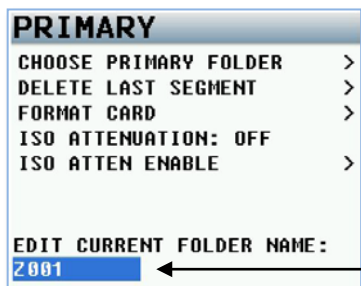 PRIMARY
CHOOSE PRIMARY FOLDER >
DELETE LAST SEGMENT >
FORMAT CARD >
ISO ATTENUATION: OFF
ISO ATTEN ENABLE >
EDIT CURRENT FOLDER NAME:
Z001